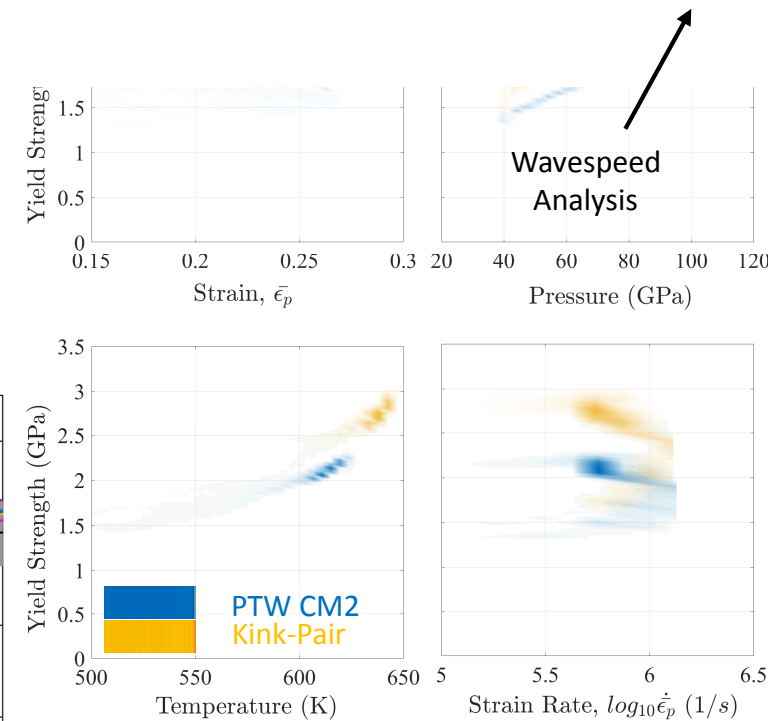 Yield Streng
1.5
1
0.5
0
0.15 0.2 0.25 0.3
Strain, ϵ̄ₚ
Wavespeed
Analysis
20 40 60 80 100 120
Pressure (GPa)
Yield Strength (GPa)
3.5
3
2.5
2
1.5
1
0.5
0
PTW CM2
Kink-Pair
500 550 600 650
Temperature (K)
5 5.5 6 6.5
Strain Rate, log₁₀ϵ̄̇ₚ (1/s)